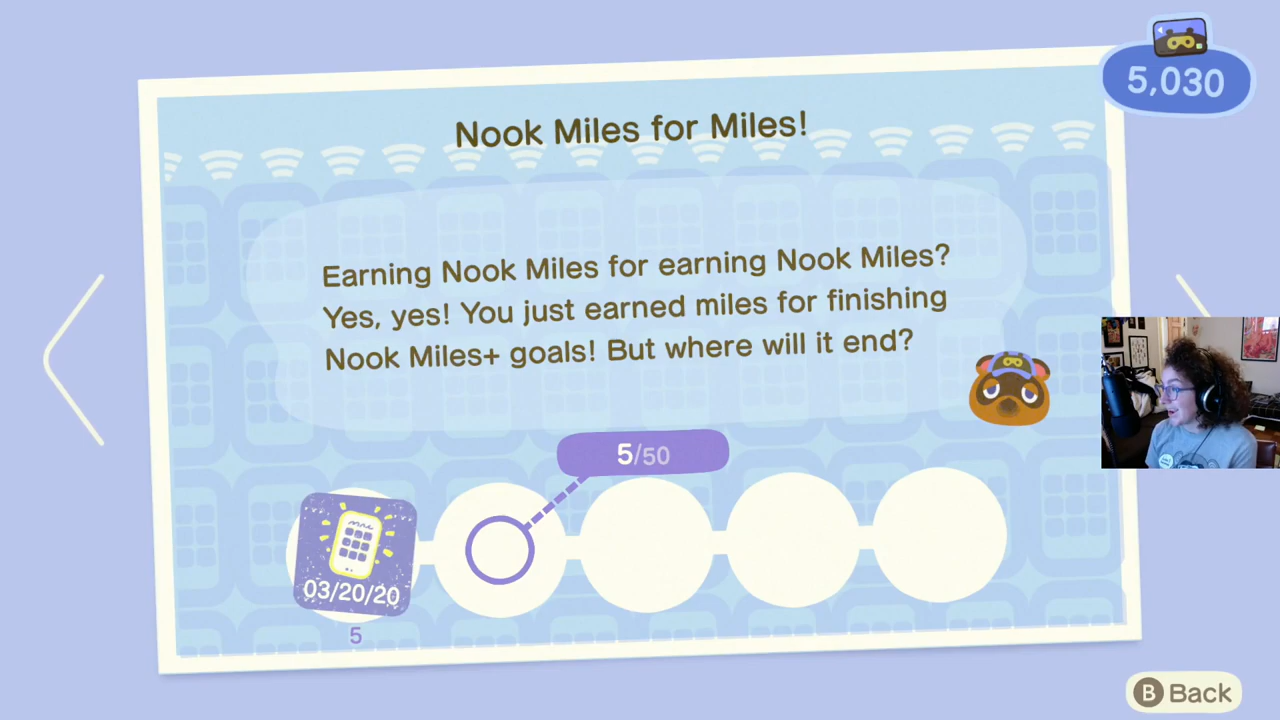 5,030
Nook Miles for Miles!
Earning Nook Miles for earning Nook Miles?
Yes, yes! You just earned miles for finishing
Nook Miles+ goals! But where will it end?
5/50
03/20/20
5
B Back